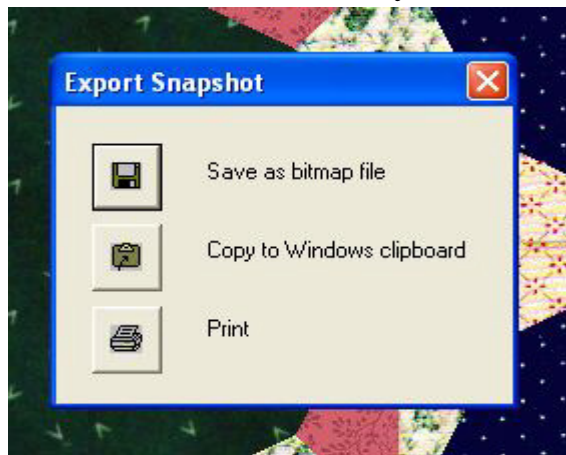 Export Snapshot
Save as bitmap file
Copy to Windows clipboard
Print